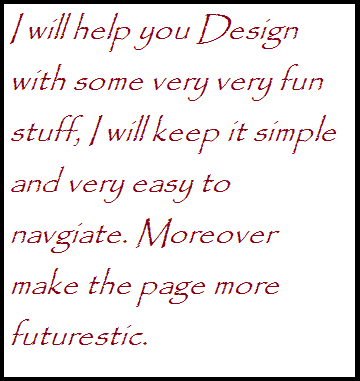 I will help you Design
with some very very fun
stuff, I will keep it simple
and very easy to
navgiate. Moreover
make the page more
futurestic.